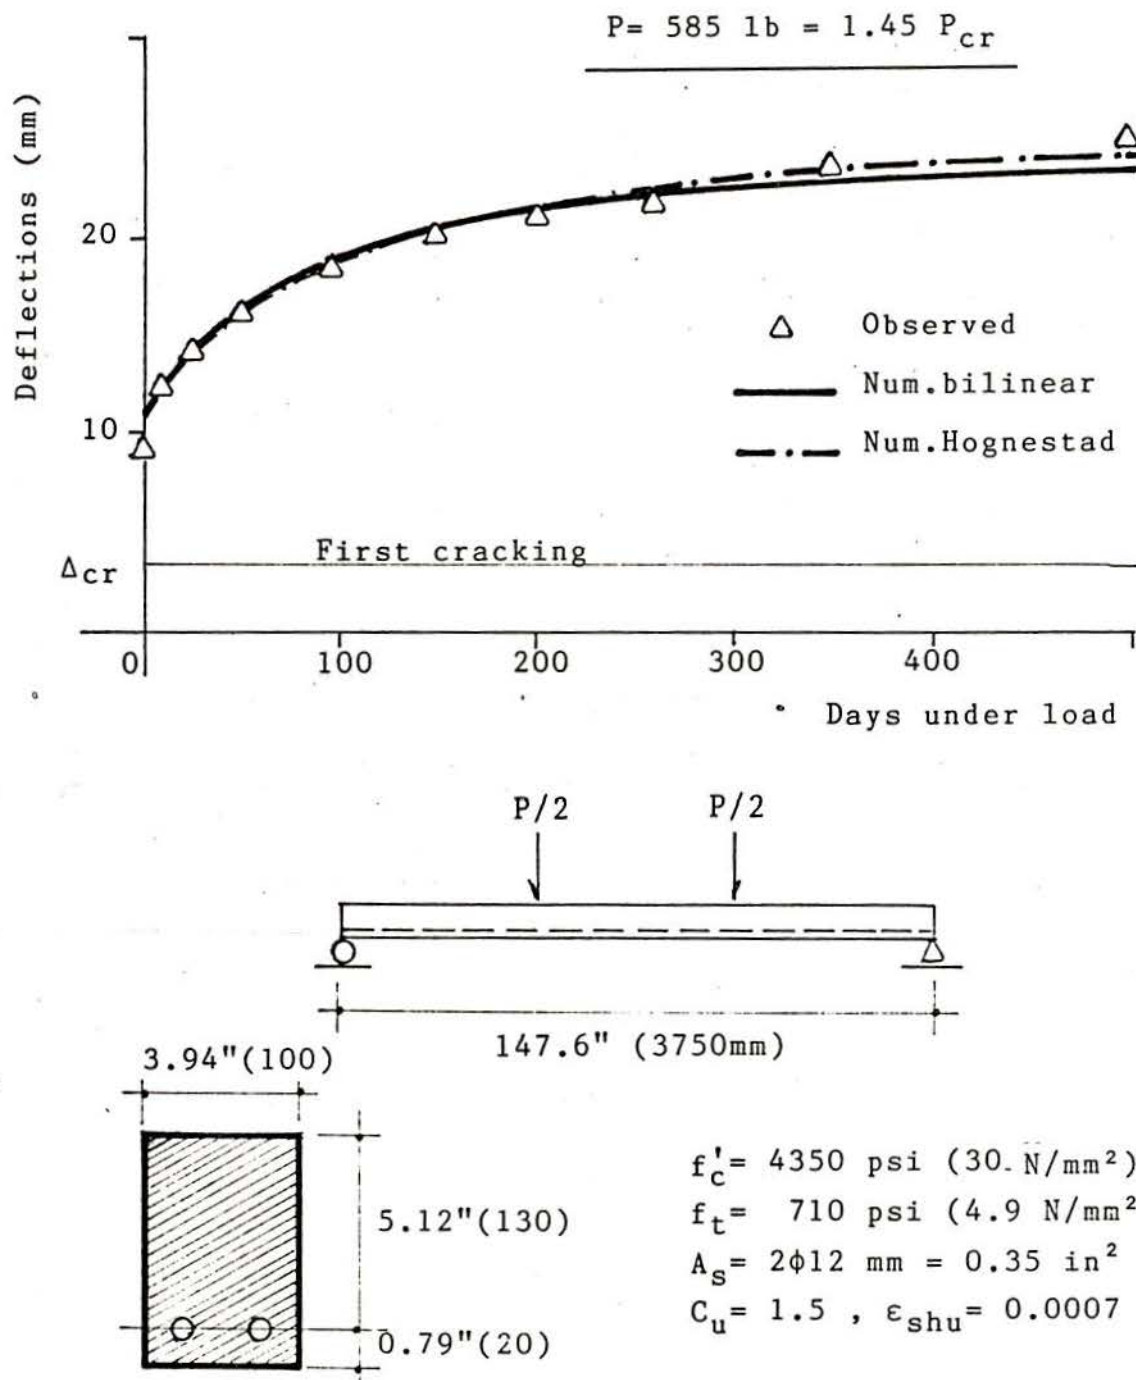 P= 585 lb = 1.45 Pcr
Deflections (mm)
20
10
Δcr
△ Observed
Num.bilinear
Num.Hognestad
First cracking
0 100 200 300 400
Days under load
P/2 P/2
147.6" (3750mm)
3.94"(100)
5.12"(130)
0.79"(20)
f'c= 4350 psi (30. N/mm²)
ft= 710 psi (4.9 N/mm²
As= 2ϕ12 mm = 0.35 in²
Cu= 1.5 , εshu= 0.0007